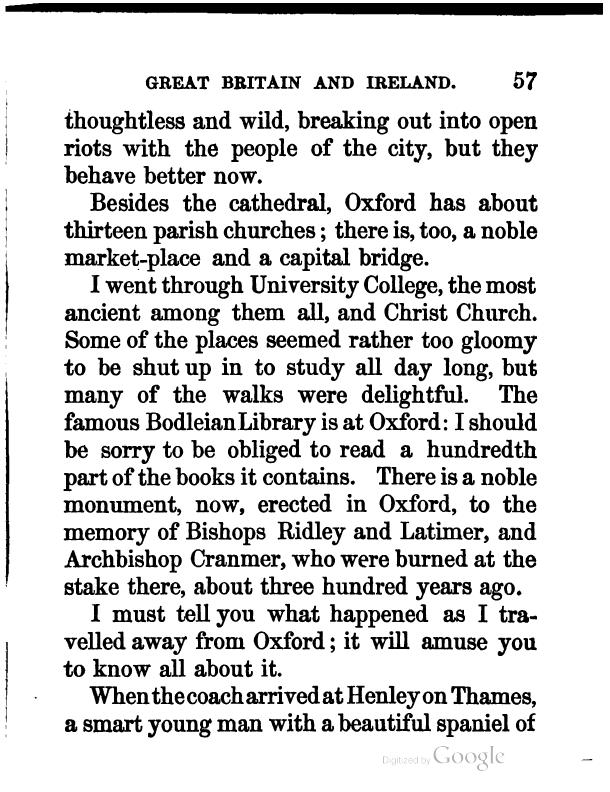 GREAT BRITAIN AND IRELAND. 57
thoughtless and wild, breaking out into open
riots with the people of the city, but they
behave better now.
Besides the cathedral, Oxford has about
thirteen parish churches; there is, too, a noble
market-place and a capital bridge.
I went through University College, the most
ancient among them all, and Christ Church.
Some of the places seemed rather too gloomy
to be shut up in to study all day long, but
many of the walks were delightful. The
famous Bodleian Library is at Oxford: I should
be sorry to be obliged to read a hundredth
part of the books it contains. There is a noble
monument, now, erected in Oxford, to the
memory of Bishops Ridley and Latimer, and
Archbishop Cranmer, who were burned at the
stake there, about three hundred years ago.
I must tell you what happened as I tra-
velled away from Oxford; it will amuse you
to know all about it.
When the coach arrived at Henley on Thames,
a smart young man with a beautiful spaniel of
Digitized by Google